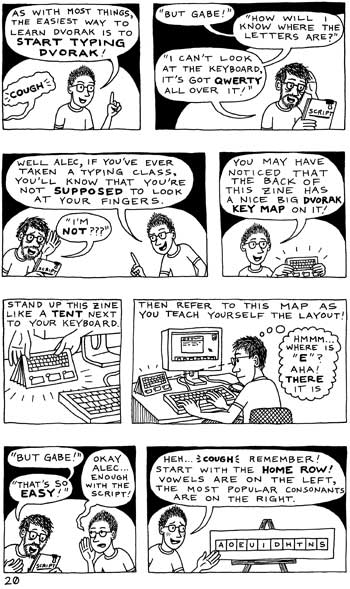 AS WITH MOST THINGS,
THE EASIEST WAY TO
LEARN DVORAK IS TO
START TYPING
DVORAK!
COUGH
"BUT GABE!"
"HOW WILL I
KNOW WHERE THE
LETTERS ARE?"
"I CAN'T LOOK
AT THE KEYBOARD,
IT'S GOT QWERTY
ALL OVER IT!"
SCRIPT
WELL ALEC, IF YOU'VE EVER
TAKEN A TYPING CLASS,
YOU'LL KNOW THAT YOU'RE
NOT SUPPOSED TO LOOK
AT YOUR FINGERS.
"I'M
NOT???"
SCRIPT
YOU MAY HAVE
NOTICED THAT
THE BACK OF
THIS ZINE HAS
A NICE BIG DVORAK
KEY MAP ON IT!
STAND UP THIS ZINE
LIKE A TENT NEXT
TO YOUR KEYBOARD.
THEN REFER TO THIS MAP AS
YOU TEACH YOURSELF THE LAYOUT!
HMMM...
WHERE IS
"E"?
AHA!
THERE
IT IS
"BUT GABE!"
"THAT'S SO
EASY!"
OKAY
ALEC...
ENOUGH
WITH THE
SCRIPT!
SCRIPT
HEH... COUGH! REMEMBER!
START WITH THE HOME ROW!
VOWELS ARE ON THE LEFT,
THE MOST POPULAR CONSONANTS
ARE ON THE RIGHT.
A O E U I D H T N S
20